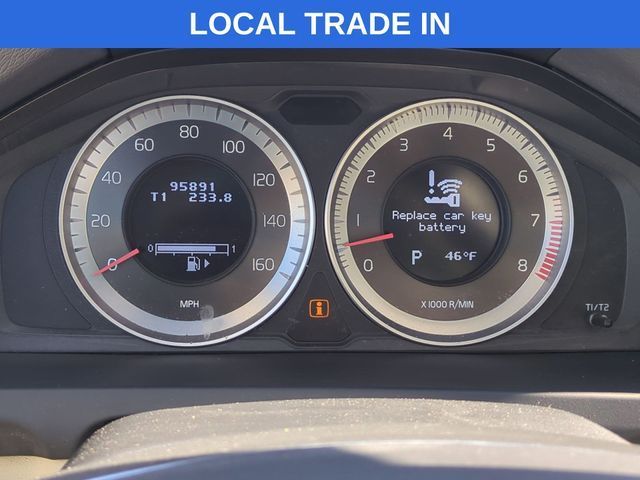 LOCAL TRADE IN
0
20
40
60
80
100
120
140
160
MPH
95891
T1 233.8
0 1
0
1
2
3
4
5
6
7
8
X1000 R/MIN
Replace car key
battery
P 46°F
T1/T2